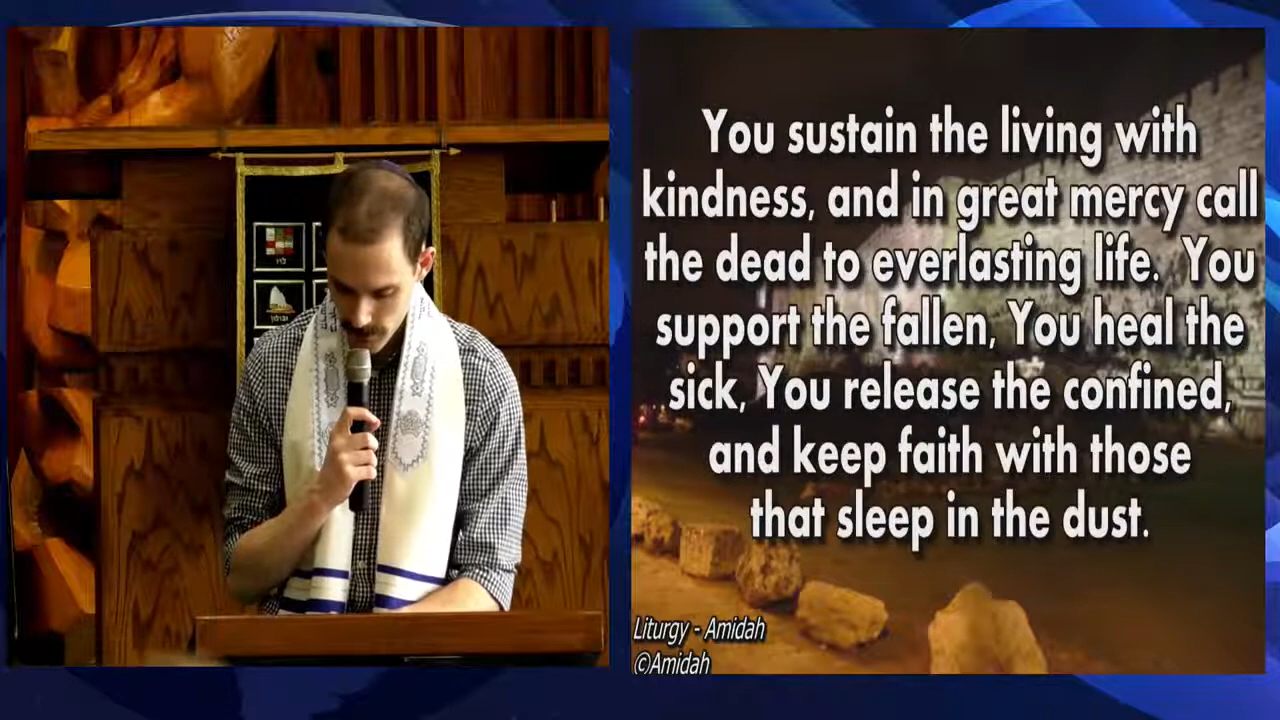 לוי
You sustain the living with
kindness, and in great mercy call
the dead to everlasting life. You
support the fallen, You heal the
sick, You release the confined,
and keep faith with those
that sleep in the dust.
Liturgy - Amidah
©Amidah